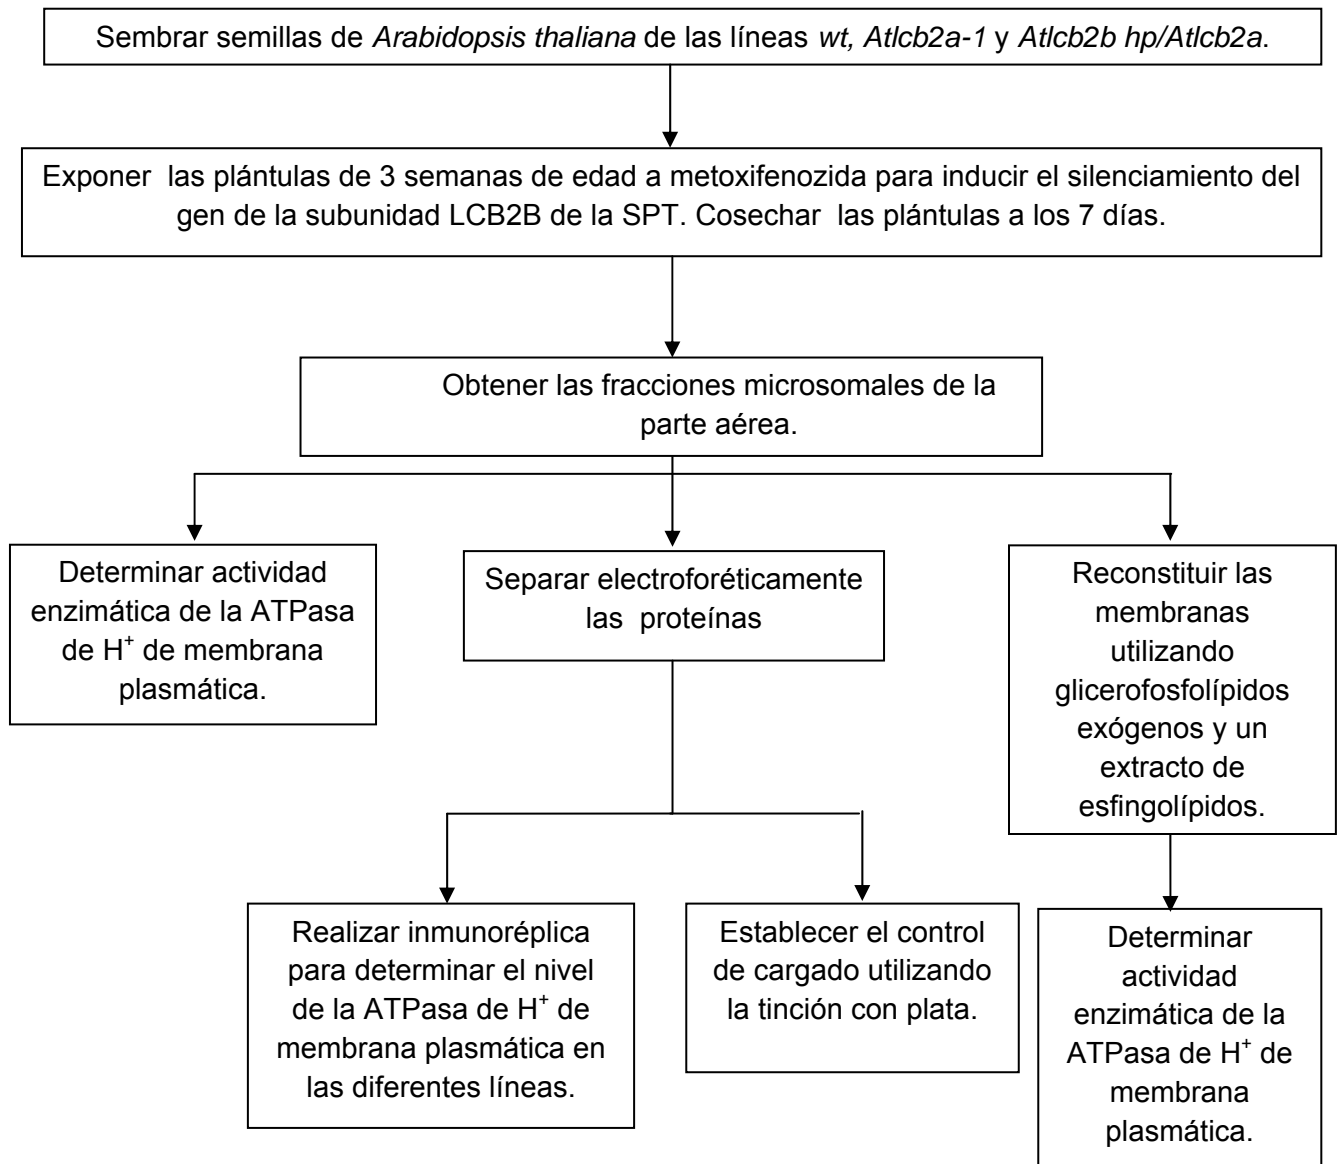 Sembrar semillas de Arabidopsis thaliana de las líneas wt, Atlcb2a-1 y Atlcb2b hp/Atlcb2a.
Exponer las plántulas de 3 semanas de edad a metoxifenozida para inducir el silenciamiento del
gen de la subunidad LCB2B de la SPT. Cosechar las plántulas a los 7 días.
Obtener las fracciones microsomales de la
parte aérea.
Determinar actividad
enzimática de la ATPasa
de H⁺ de membrana
plasmática.
Separar electroforéticamente
las proteínas
Reconstituir las
membranas
utilizando
glicerofosfolípidos
exógenos y un
extracto de
esfingolípidos.
Realizar inmunoréplica
para determinar el nivel
de la ATPasa de H⁺ de
membrana plasmática en
las diferentes líneas.
Establecer el control
de cargado utilizando
la tinción con plata.
Determinar
actividad
enzimática de la
ATPasa de H⁺ de
membrana
plasmática.